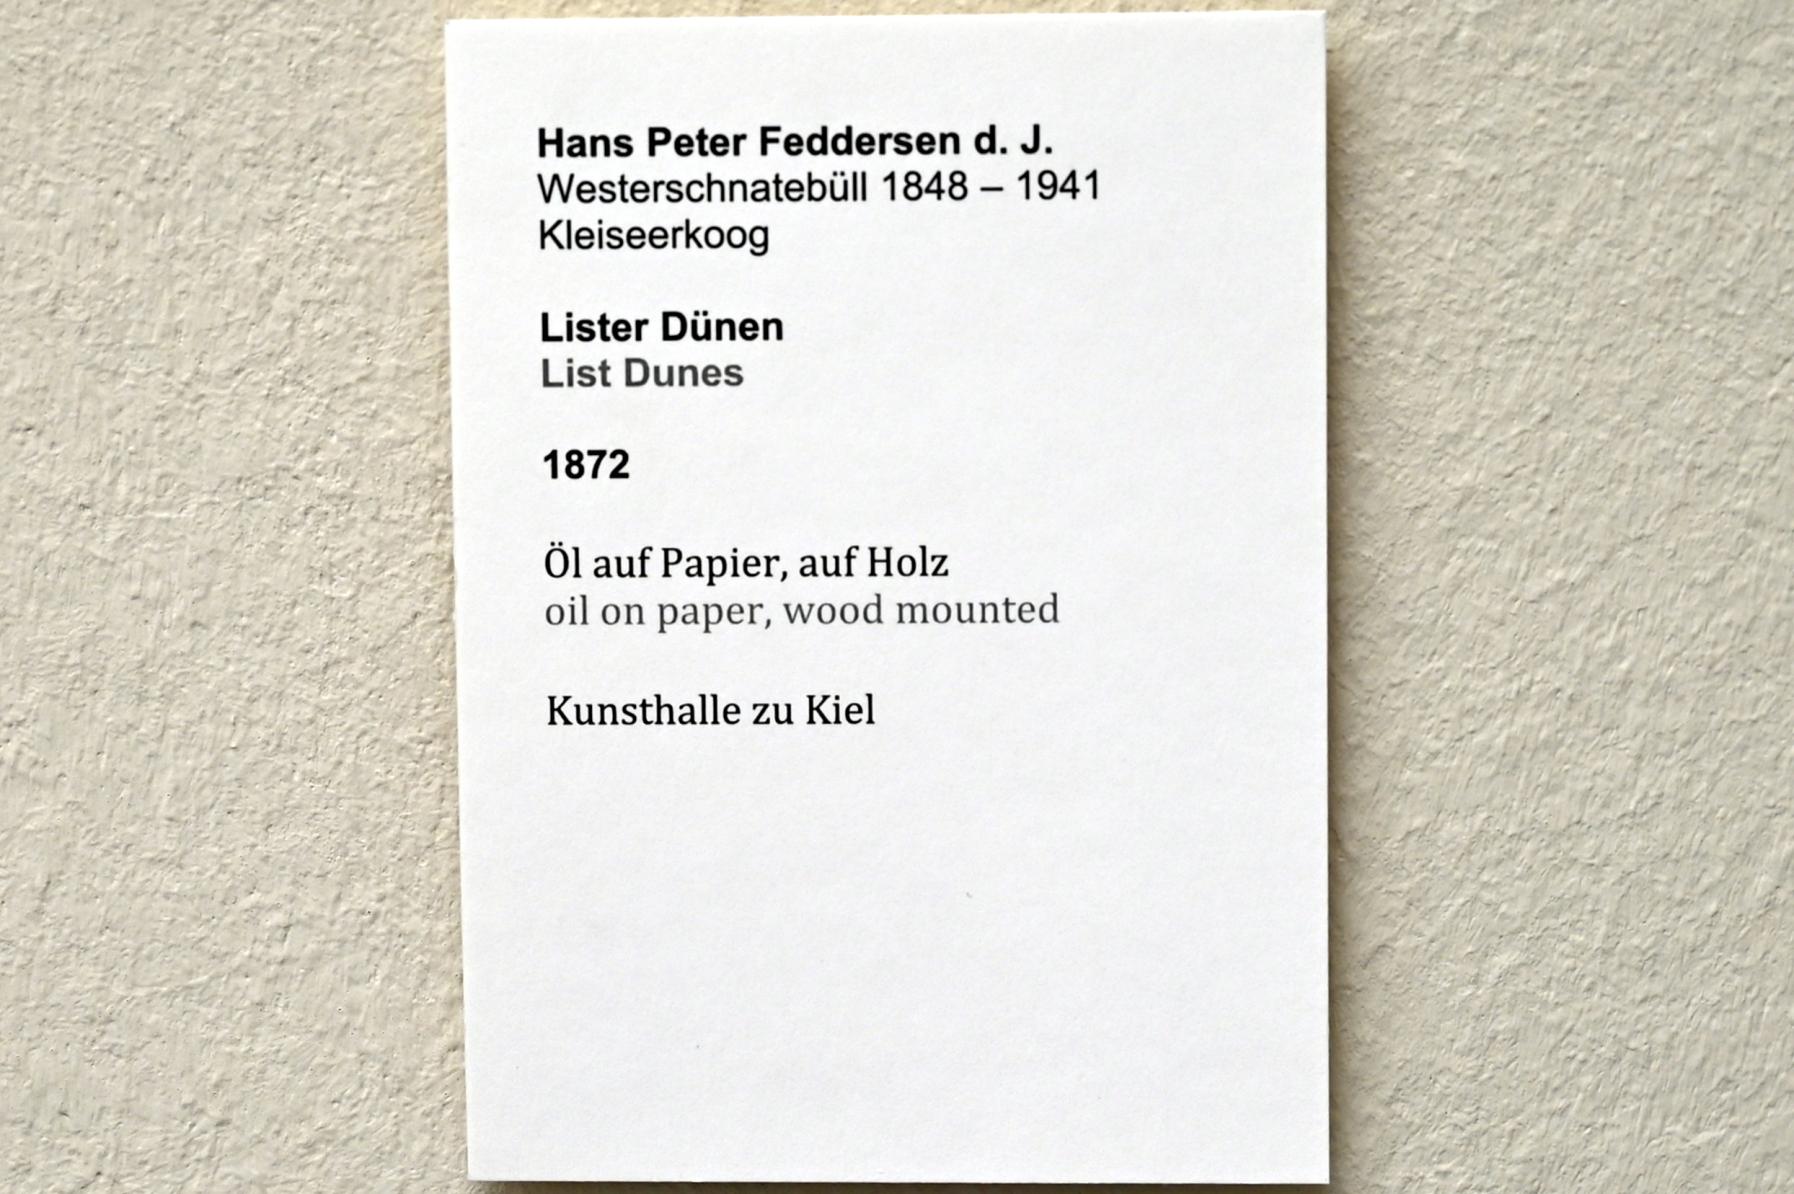 Hans Peter Feddersen d. J.
Westerschnatebüll 1848 – 1941
Kleiseerkoog
Lister Dünen
List Dunes
1872
Öl auf Papier, auf Holz
oil on paper, wood mounted
Kunsthalle zu Kiel